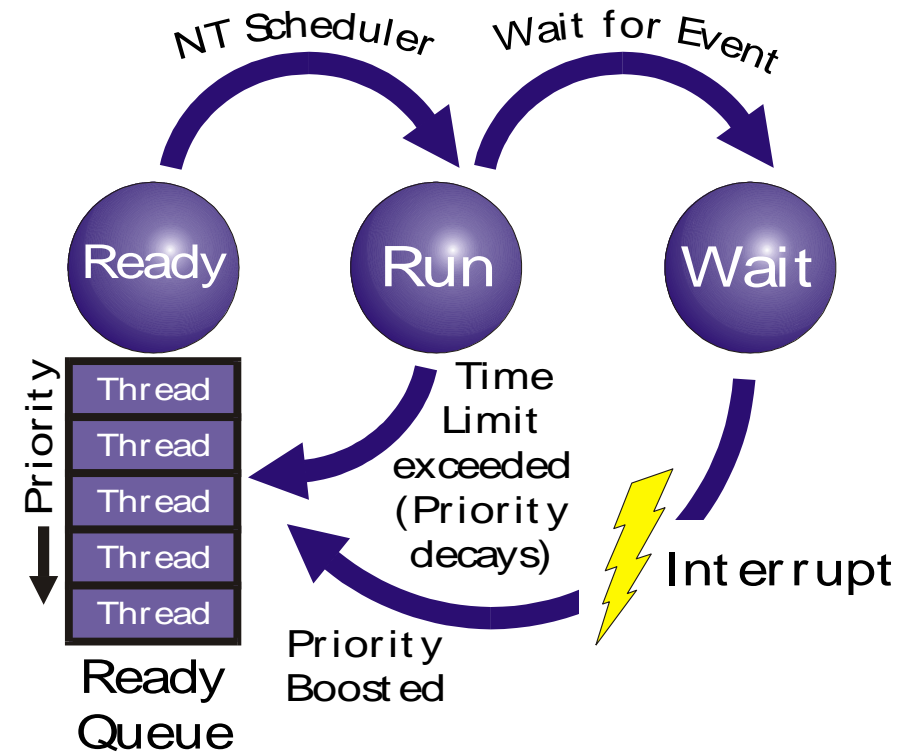 NT Scheduler
Wait for Event
Ready
Run
Wait
Priority
Thread
Thread
Thread
Thread
Thread
Ready
Queue
Time
Limit
exceeded
(Priority
decays)
Interrupt
Priority
Boosted